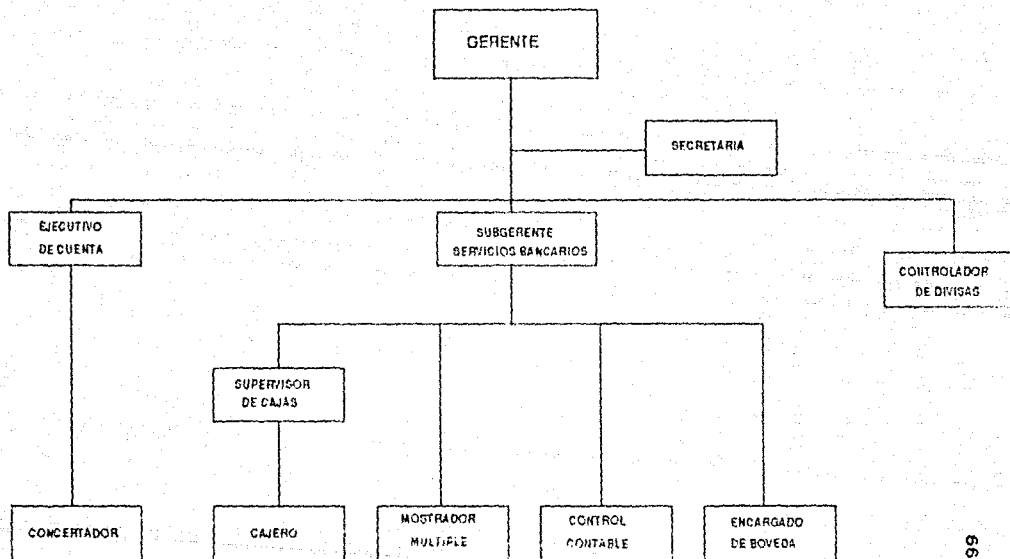 GERENTE
SECRETARIA
EJECUTIVO
DE CUENTA
SUBGERENTE
SERVICIOS BANCARIOS
CONTROLADOR
DE DIVISAS
SUPERVISOR
DE CAJAS
CONCERTADOR
CAJERO
MOSTRADOR
MULTIPLE
CONTROL
CONTABLE
ENCARGADO
DE BOVEDA
99